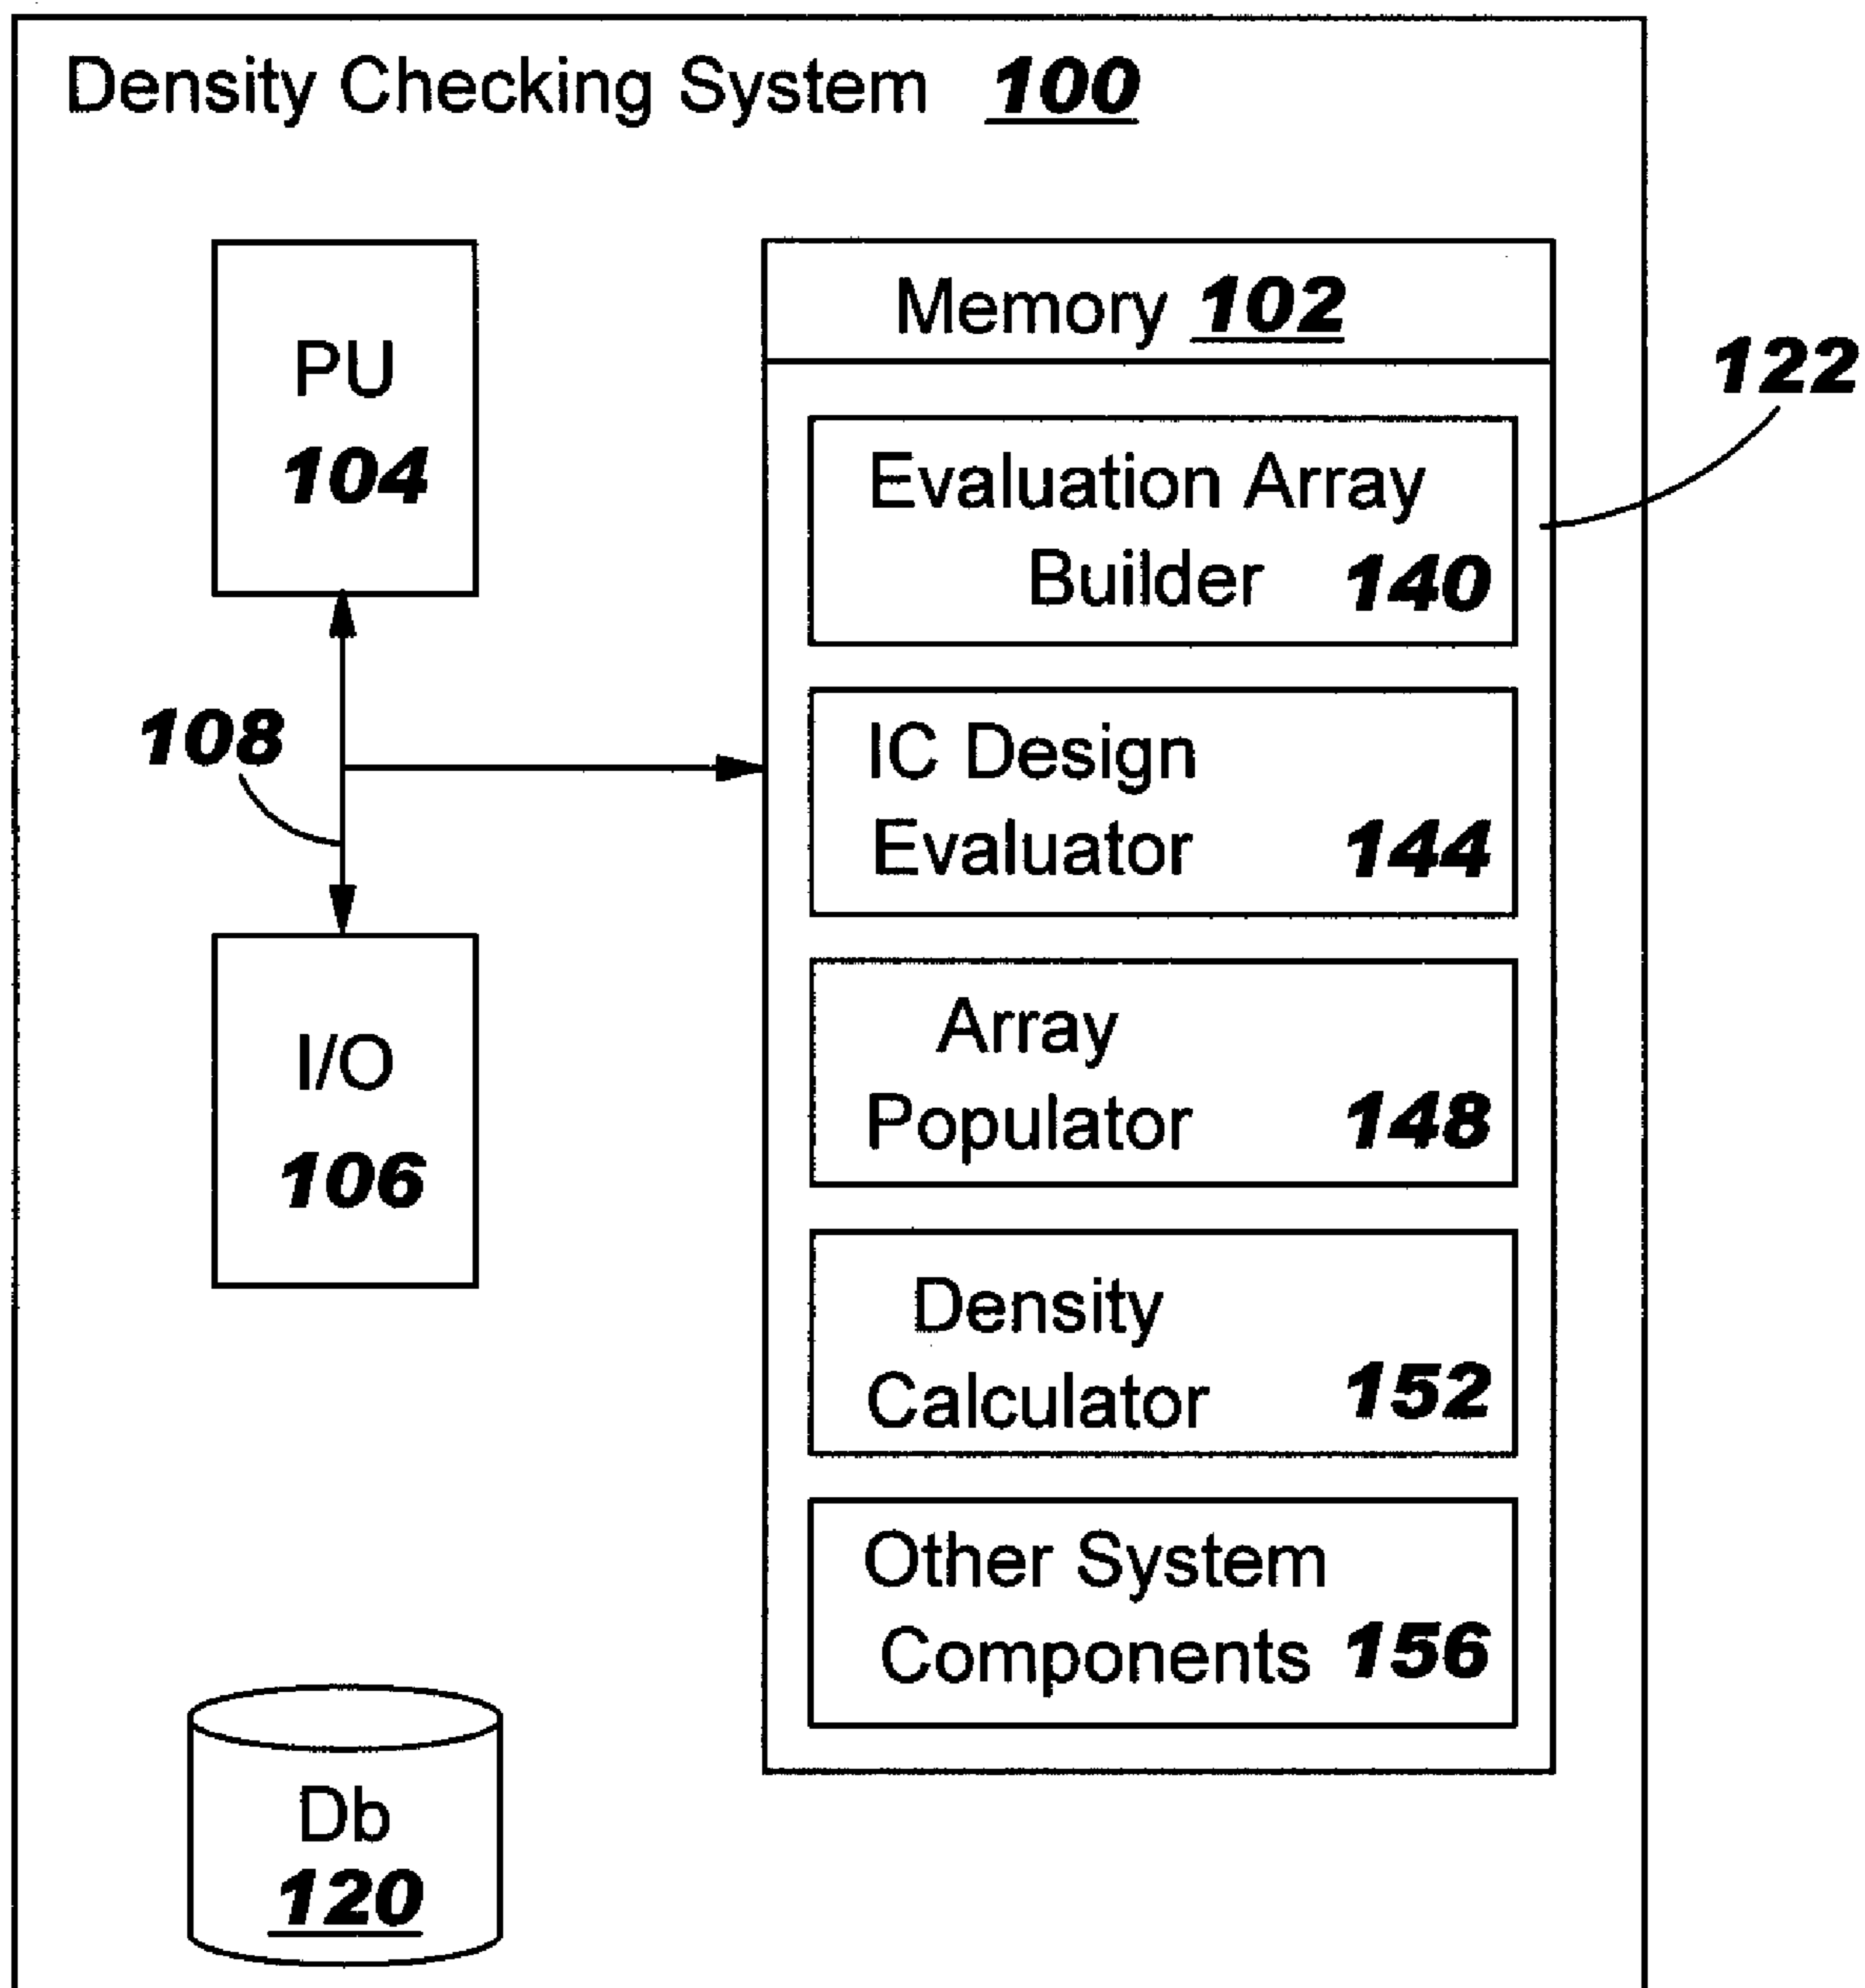 Density Checking System 100
PU
104
108
I/O
106
Db
120
Memory 102
122
Evaluation Array
Builder 140
IC Design
Evaluator 144
Array
Populator 148
Density
Calculator 152
Other System
Components 156